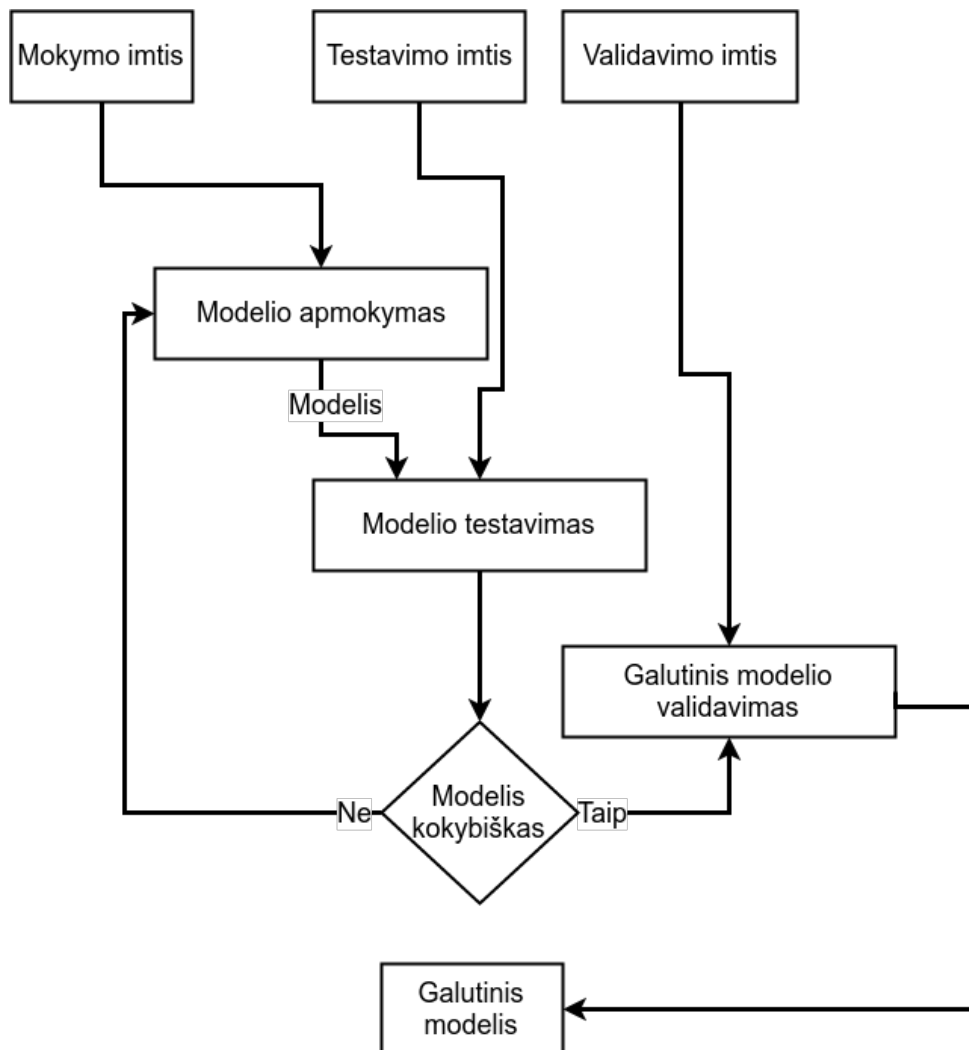 Mokymo imtis
Testavimo imtis
Validavimo imtis
Modelio apmokymas
Modelis
Modelio testavimas
Galutinis modelio
validavimas
Modelis
kokybiškas
Ne
Taip
Galutinis
modelis